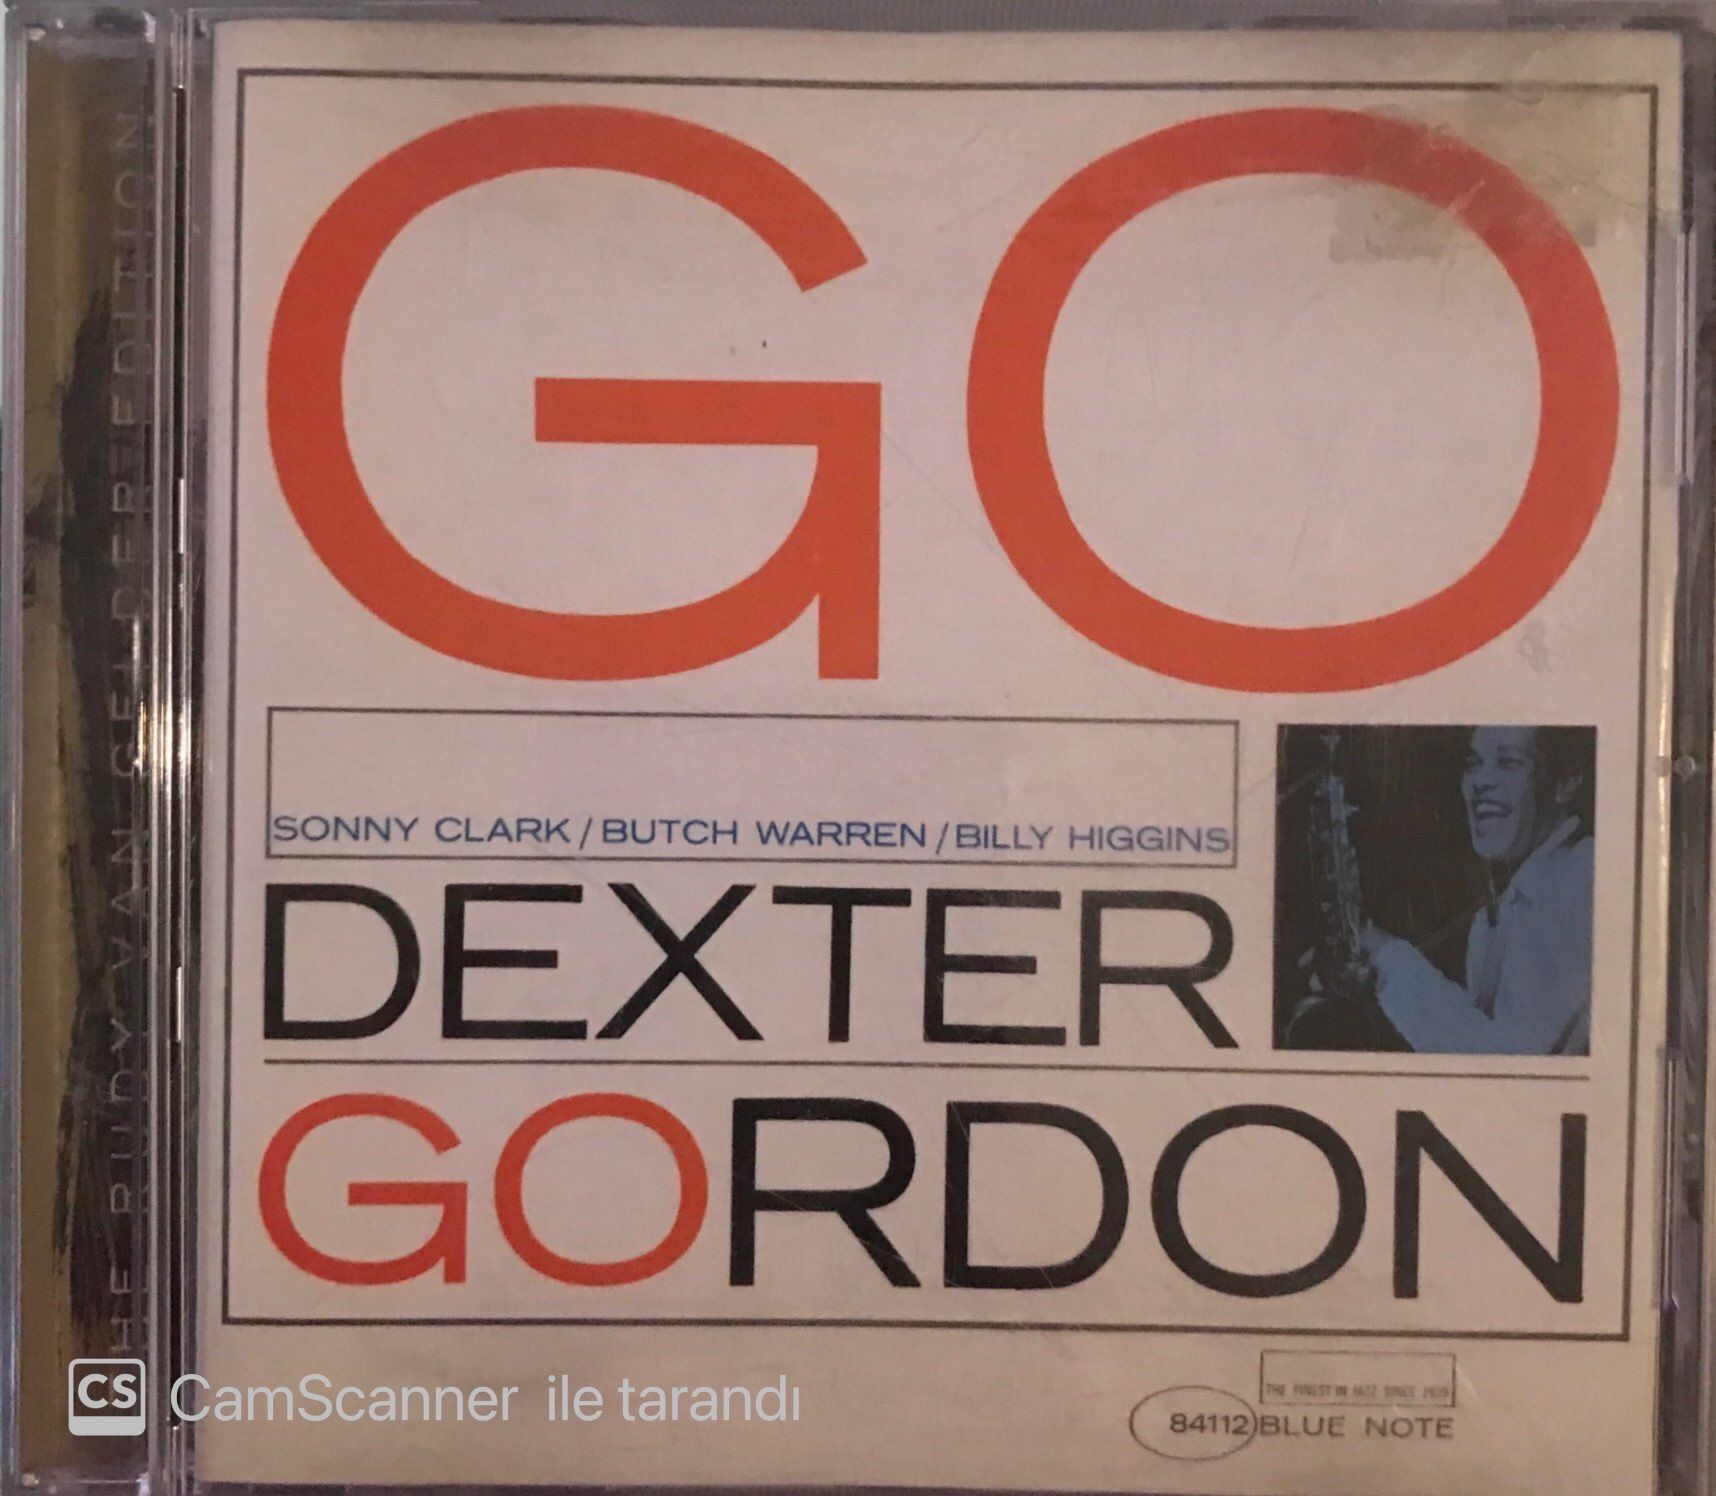 GO
SONNY CLARK/BUTCH WARREN/BILLY HIGGINS
DEXTER
GORDON
THE FINEST IN JAZZ SINCE 1939
84112 BLUE NOTE
THE RUDY VAN GELDER EDITION
CS CamScanner ile tarandı